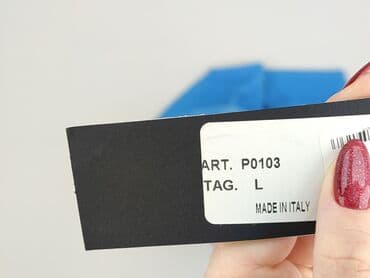 ART. P0103
TAG. L
MADE IN ITALY